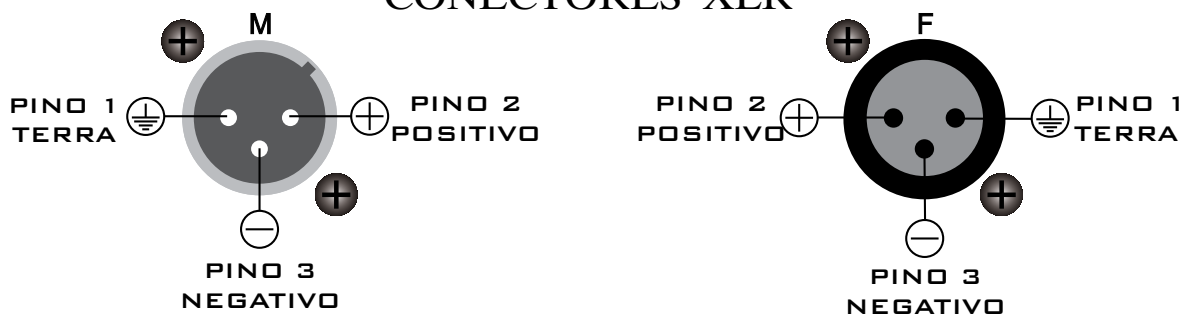 CONECTORES XLR
M
PINO 1
TERRA
PINO 2
POSITIVO
PINO 3
NEGATIVO
F
PINO 2
POSITIVO
PINO 1
TERRA
PINO 3
NEGATIVO